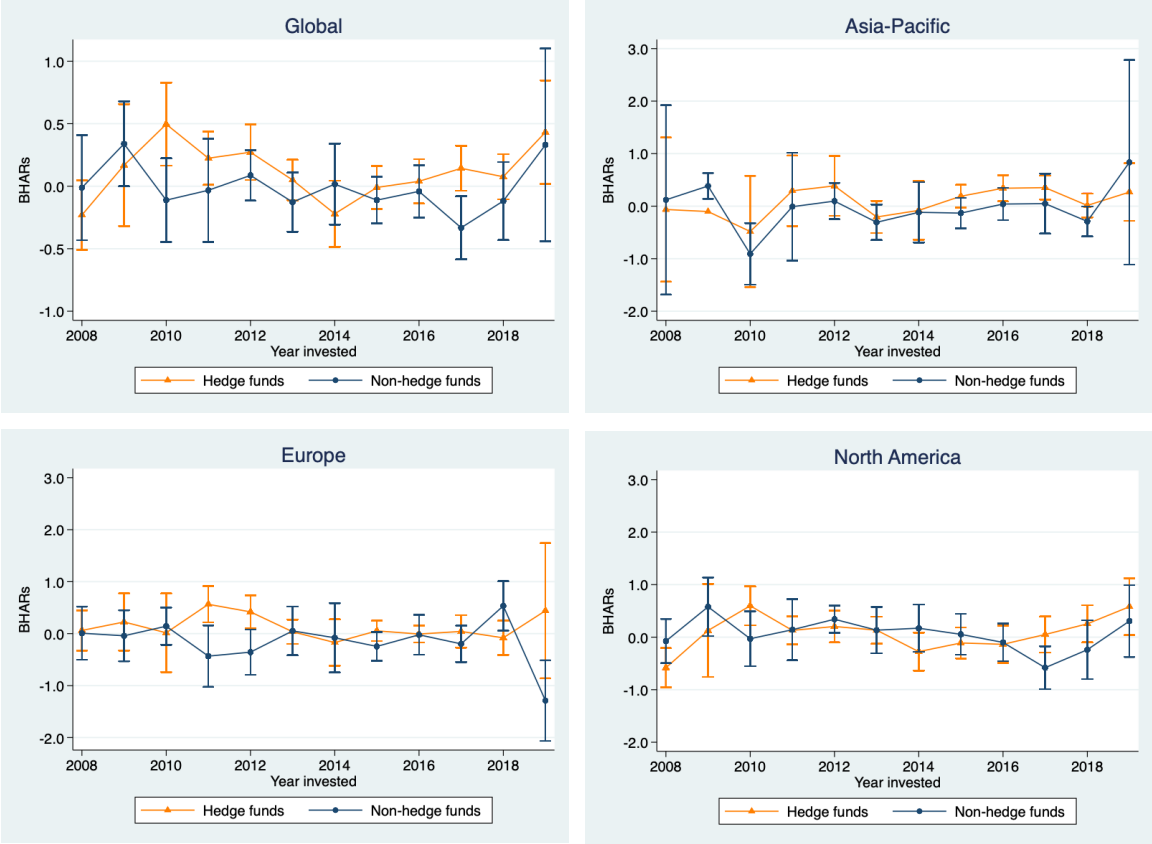 Global
BHARs
1.0
0.5
0.0
-0.5
-1.0
2008 2010 2012 2014 2016 2018
Year invested
Hedge funds Non-hedge funds
Asia-Pacific
BHARs
3.0
2.0
1.0
0.0
-1.0
-2.0
2008 2010 2012 2014 2016 2018
Year invested
Hedge funds Non-hedge funds
Europe
BHARs
3.0
2.0
1.0
0.0
-1.0
-2.0
2008 2010 2012 2014 2016 2018
Year invested
Hedge funds Non-hedge funds
North America
BHARs
3.0
2.0
1.0
0.0
-1.0
-2.0
2008 2010 2012 2014 2016 2018
Year invested
Hedge funds Non-hedge funds